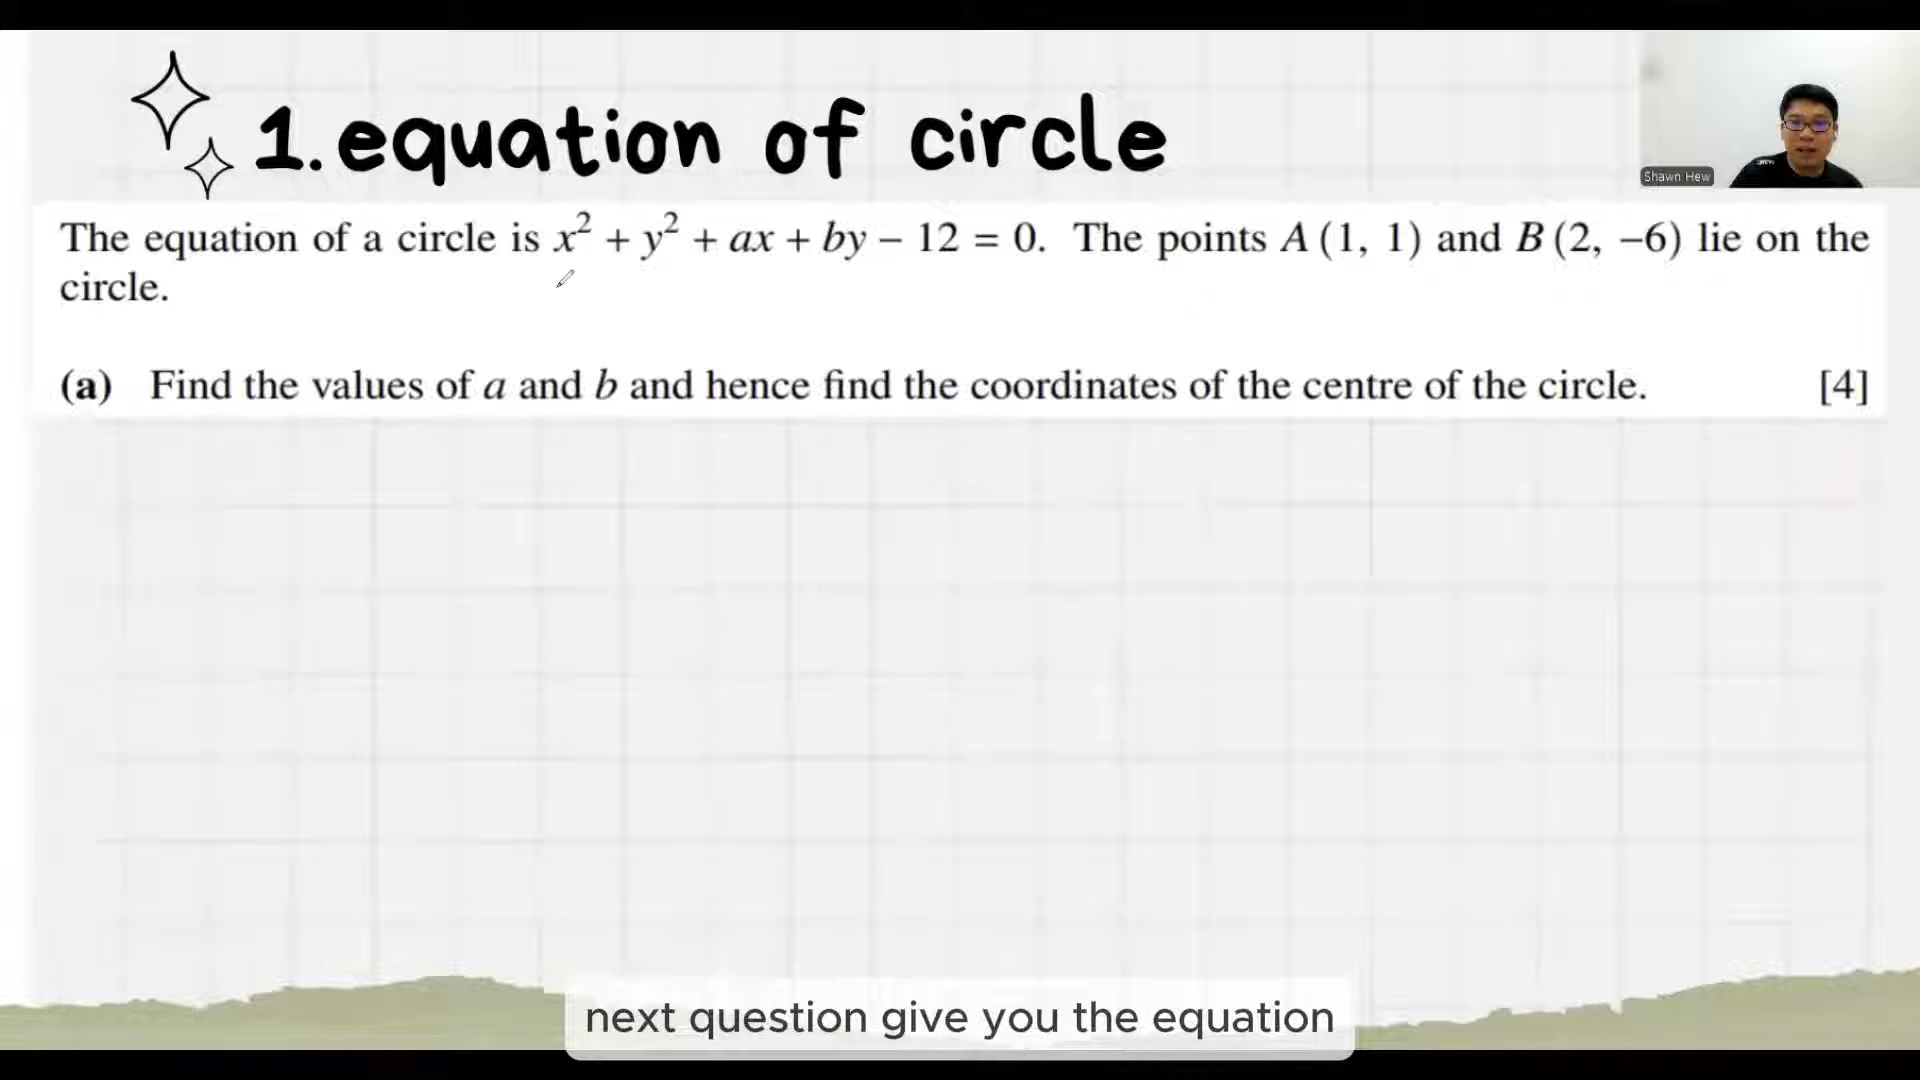 1. equation of circle
Shawn Hew
The equation of a circle is x² + y² + ax + by − 12 = 0. The points A (1, 1) and B (2, −6) lie on the
circle.
(a) Find the values of a and b and hence find the coordinates of the centre of the circle. [4]
next question give you the equation